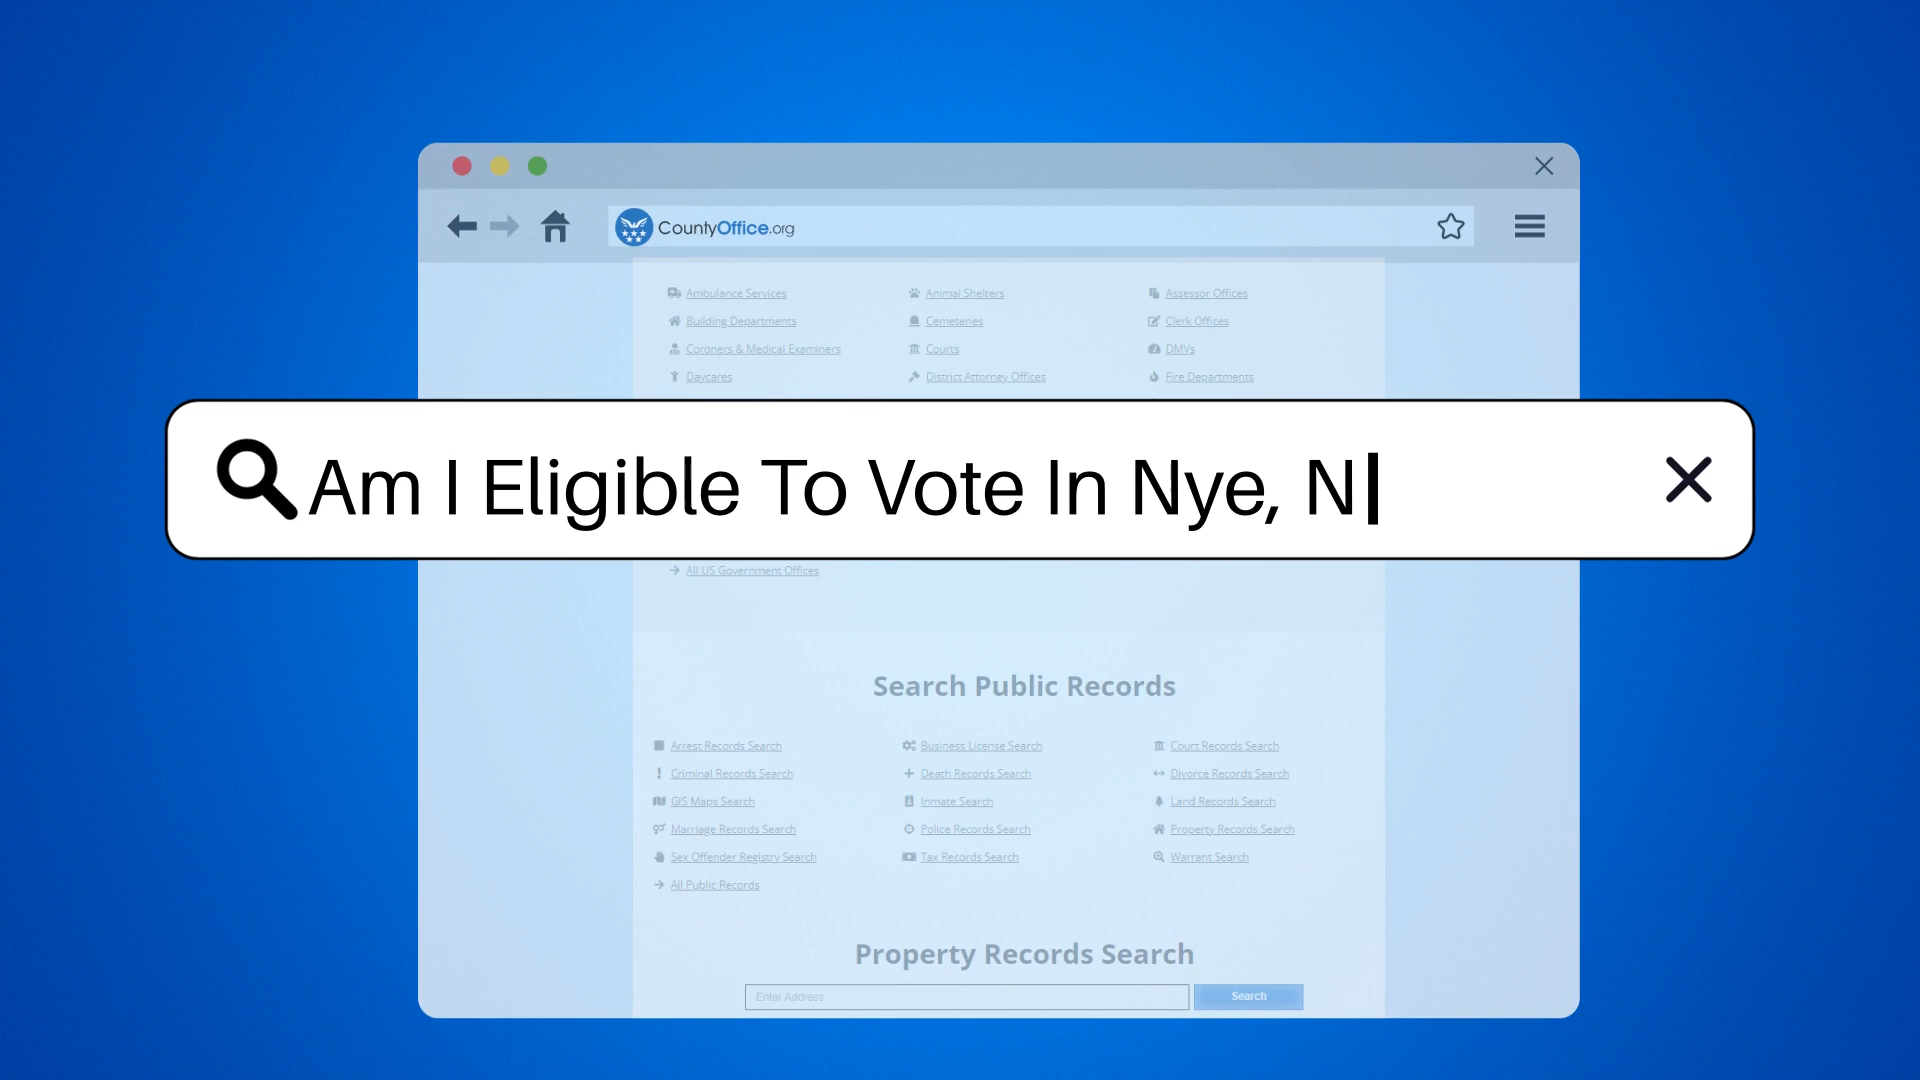 CountyOffice.org
Ambulance Services Animal Shelters Assessor Offices
Building Departments Cemeteries Clerk Offices
Coroners & Medical Examiners Courts DMVs
Daycares District Attorney Offices Fire Departments
Am I Eligible To Vote In Nye, N
All US Government Offices
Search Public Records
Arrest Records Search Business License Search Court Records Search
Criminal Records Search Death Records Search Divorce Records Search
GIS Maps Search Inmate Search Land Records Search
Marriage Records Search Police Records Search Property Records Search
Sex Offender Registry Search Tax Records Search Warrant Search
All Public Records
Property Records Search
Enter Address Search